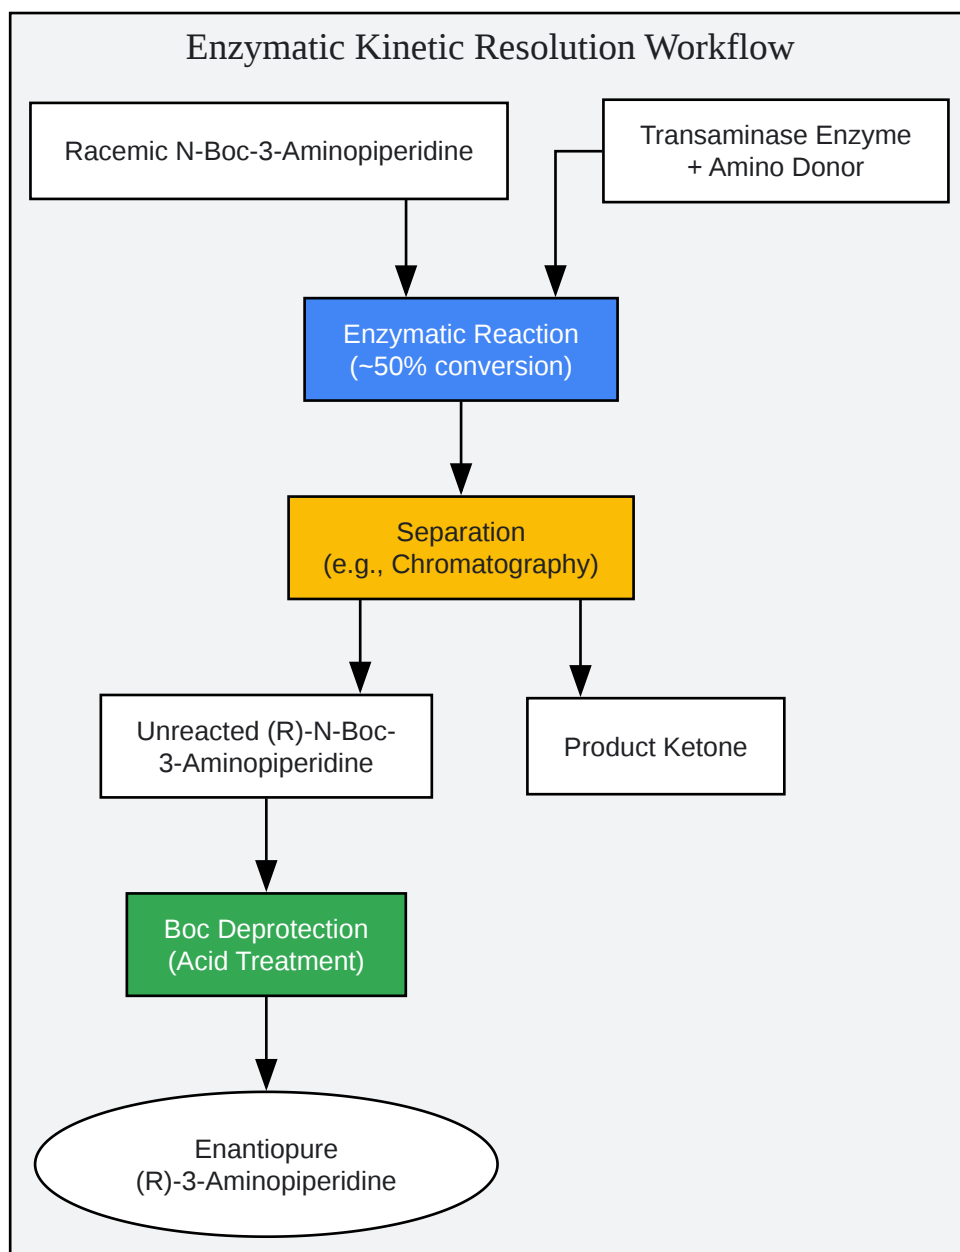 Enzymatic Kinetic Resolution Workflow
Racemic N-Boc-3-Aminopiperidine
Transaminase Enzyme
+ Amino Donor
Enzymatic Reaction
(~50% conversion)
Separation
(e.g., Chromatography)
Unreacted (R)-N-Boc-
3-Aminopiperidine
Product Ketone
Boc Deprotection
(Acid Treatment)
Enantiopure
(R)-3-Aminopiperidine